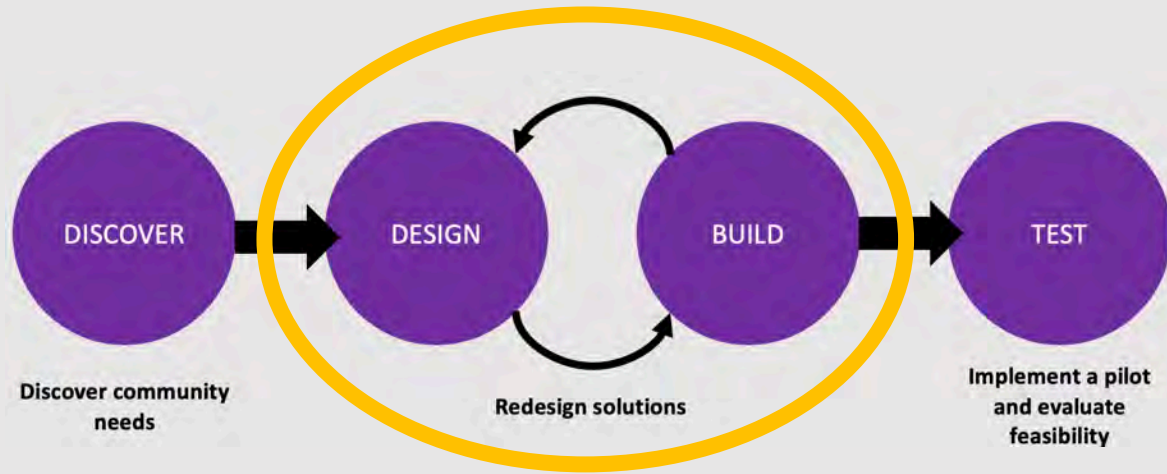 DISCOVER
DESIGN
BUILD
TEST
Discover community
needs
Redesign solutions
Implement a pilot
and evaluate
feasibility